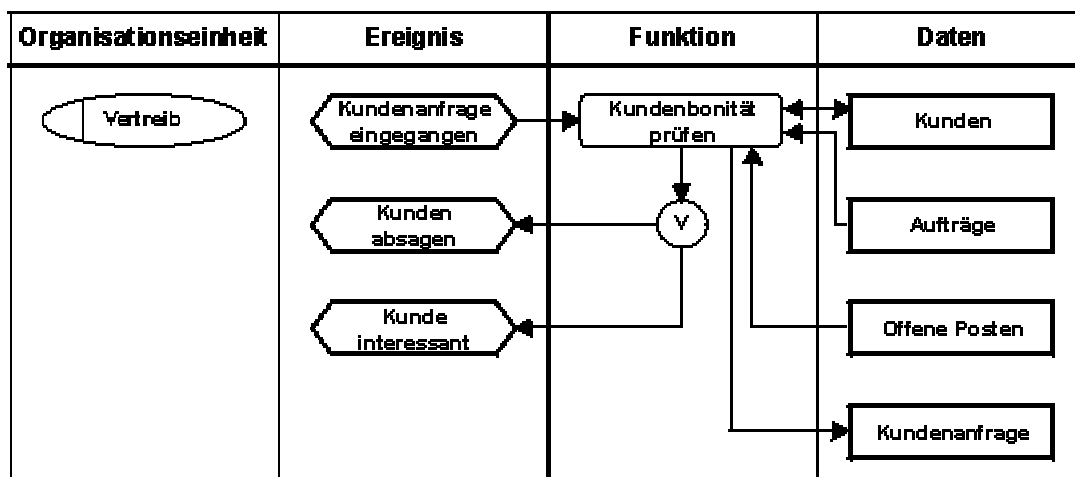 Organisationseinheit Ereignis Funktion Daten
Vertrieb
Kundenanfrage
eingegangen
Kundenbonität
prüfen
Kunden
Kunden
absagen
V
Aufträge
Kunde
interessant
Offene Posten
Kundenanfrage